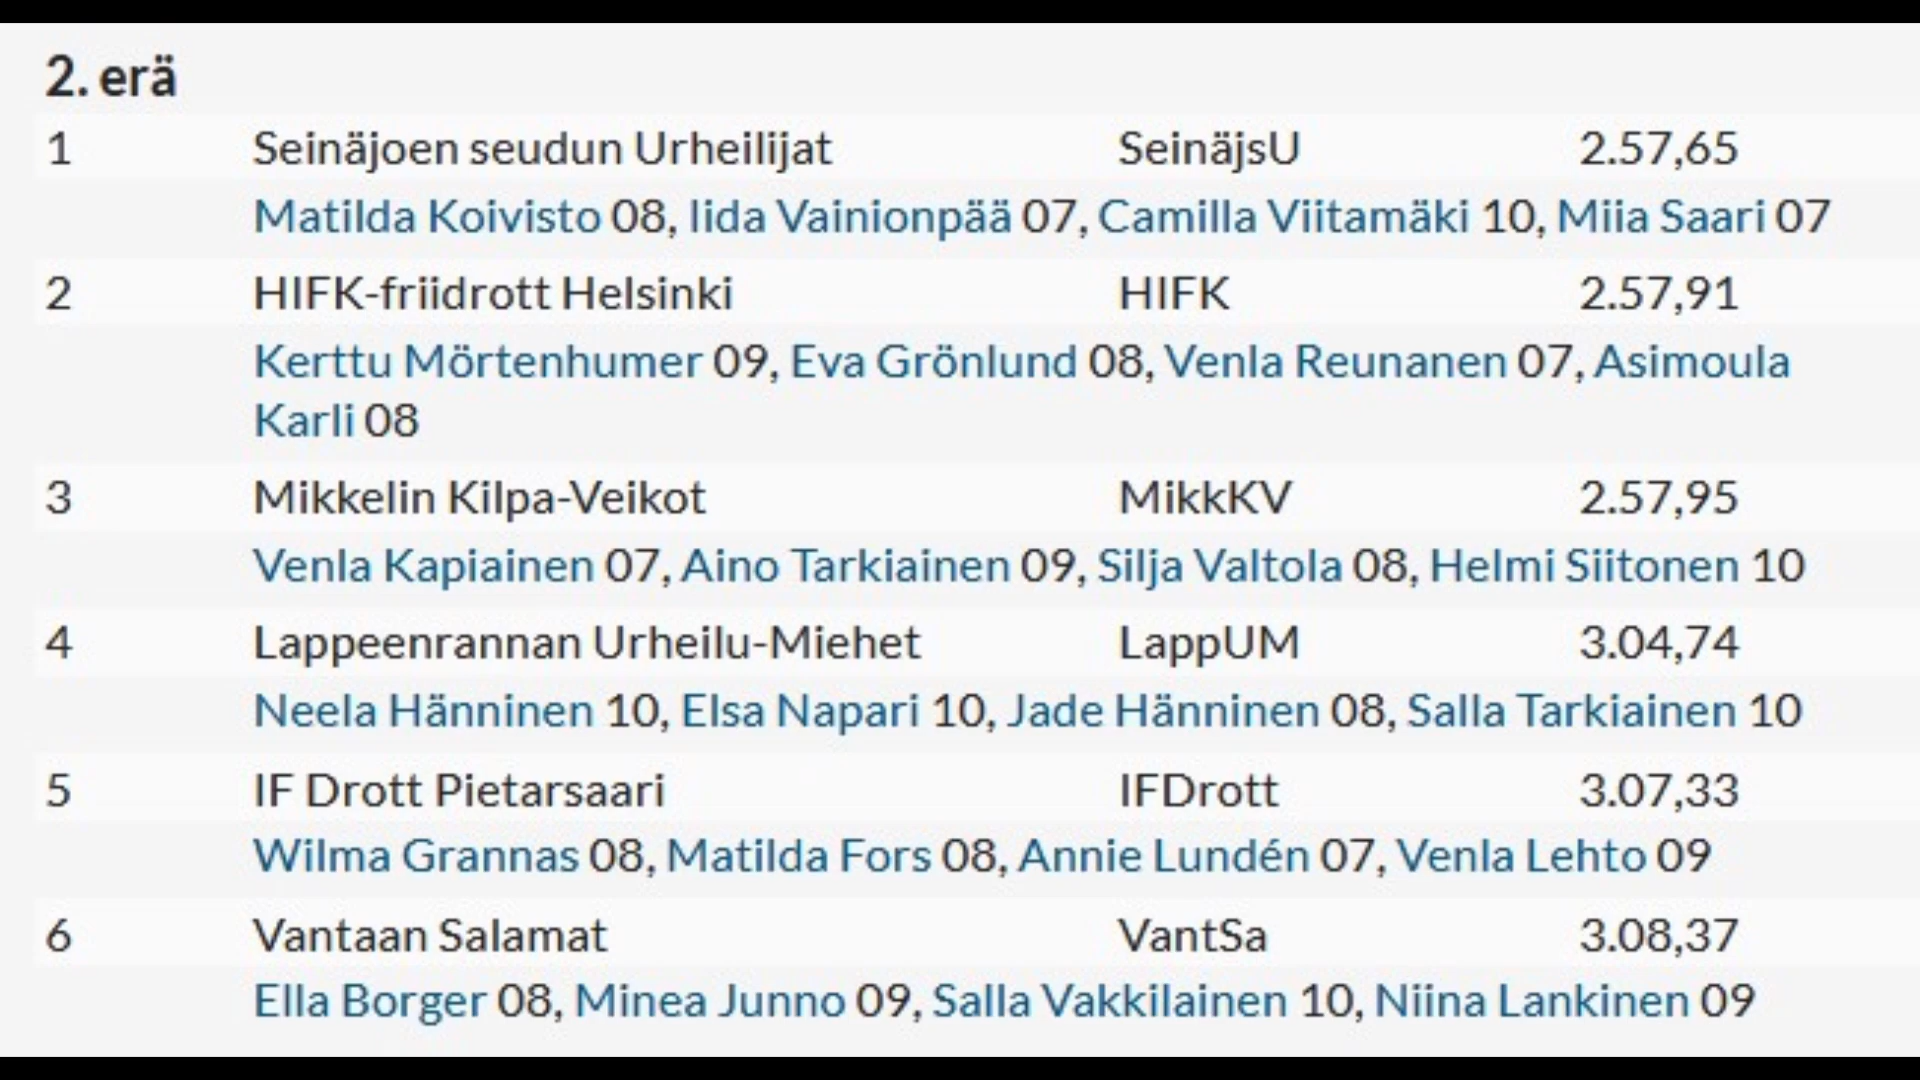 2. erä
1 Seinäjoen seudun Urheilijat SeinäjsU 2.57,65
Matilda Koivisto 08, Iida Vainionpää 07, Camilla Viitamäki 10, Miia Saari 07
2 HIFK-friidrott Helsinki HIFK 2.57,91
Kerttu Mörtenhumer 09, Eva Grönlund 08, Venla Reunanen 07, Asimoula
Karli 08
3 Mikkelin Kilpa-Veikot MikkKV 2.57,95
Venla Kapiainen 07, Aino Tarkiainen 09, Silja Valtola 08, Helmi Siitonen 10
4 Lappeenrannan Urheilu-Miehet LappUM 3.04,74
Neela Hänninen 10, Elsa Napari 10, Jade Hänninen 08, Salla Tarkiainen 10
5 IF Drott Pietarsaari IFDrott 3.07,33
Wilma Grannas 08, Matilda Fors 08, Annie Lundén 07, Venla Lehto 09
6 Vantaan Salamat VantSa 3.08,37
Ella Borger 08, Minea Junno 09, Salla Vakkilainen 10, Niina Lankinen 09